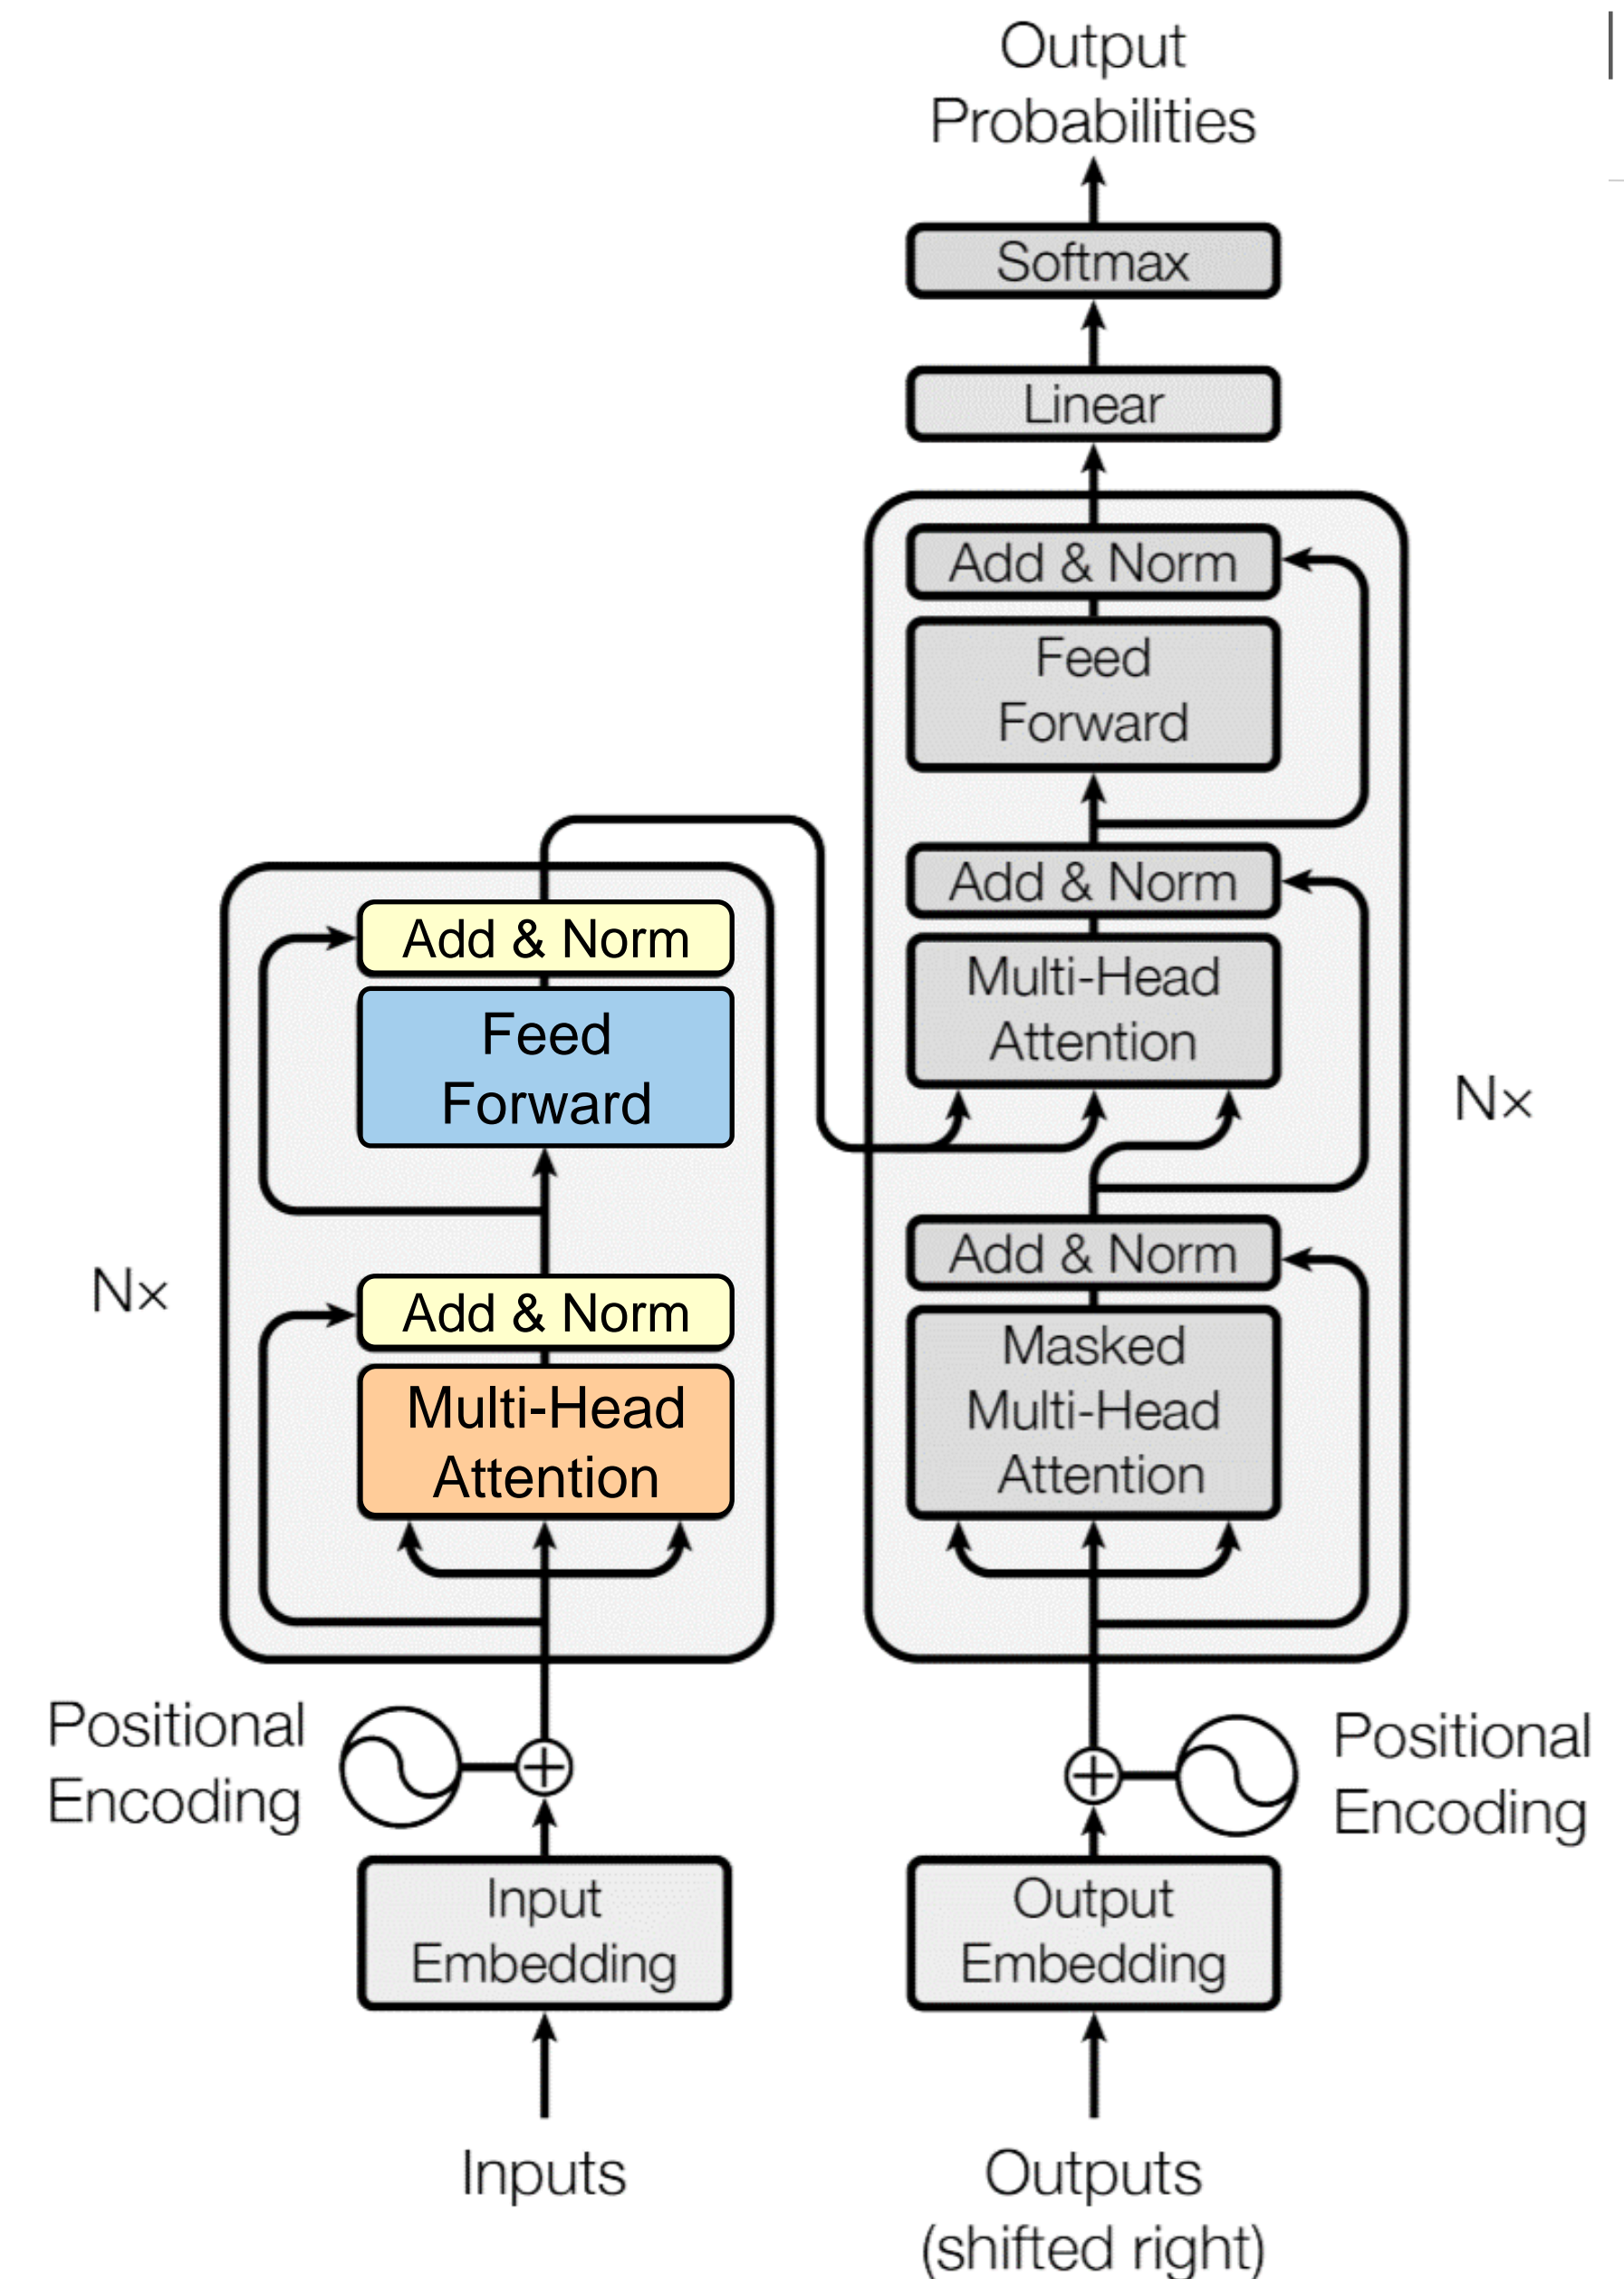 Output
Probabilities
Softmax
Linear
Add & Norm
Feed
Forward
Add & Norm
Multi-Head
Attention
Nx
Add & Norm
Masked
Multi-Head
Attention
Add & Norm
Feed
Forward
Nx
Add & Norm
Multi-Head
Attention
Positional
Encoding
Positional
Encoding
Input
Embedding
Output
Embedding
Inputs
Outputs
(shifted right)